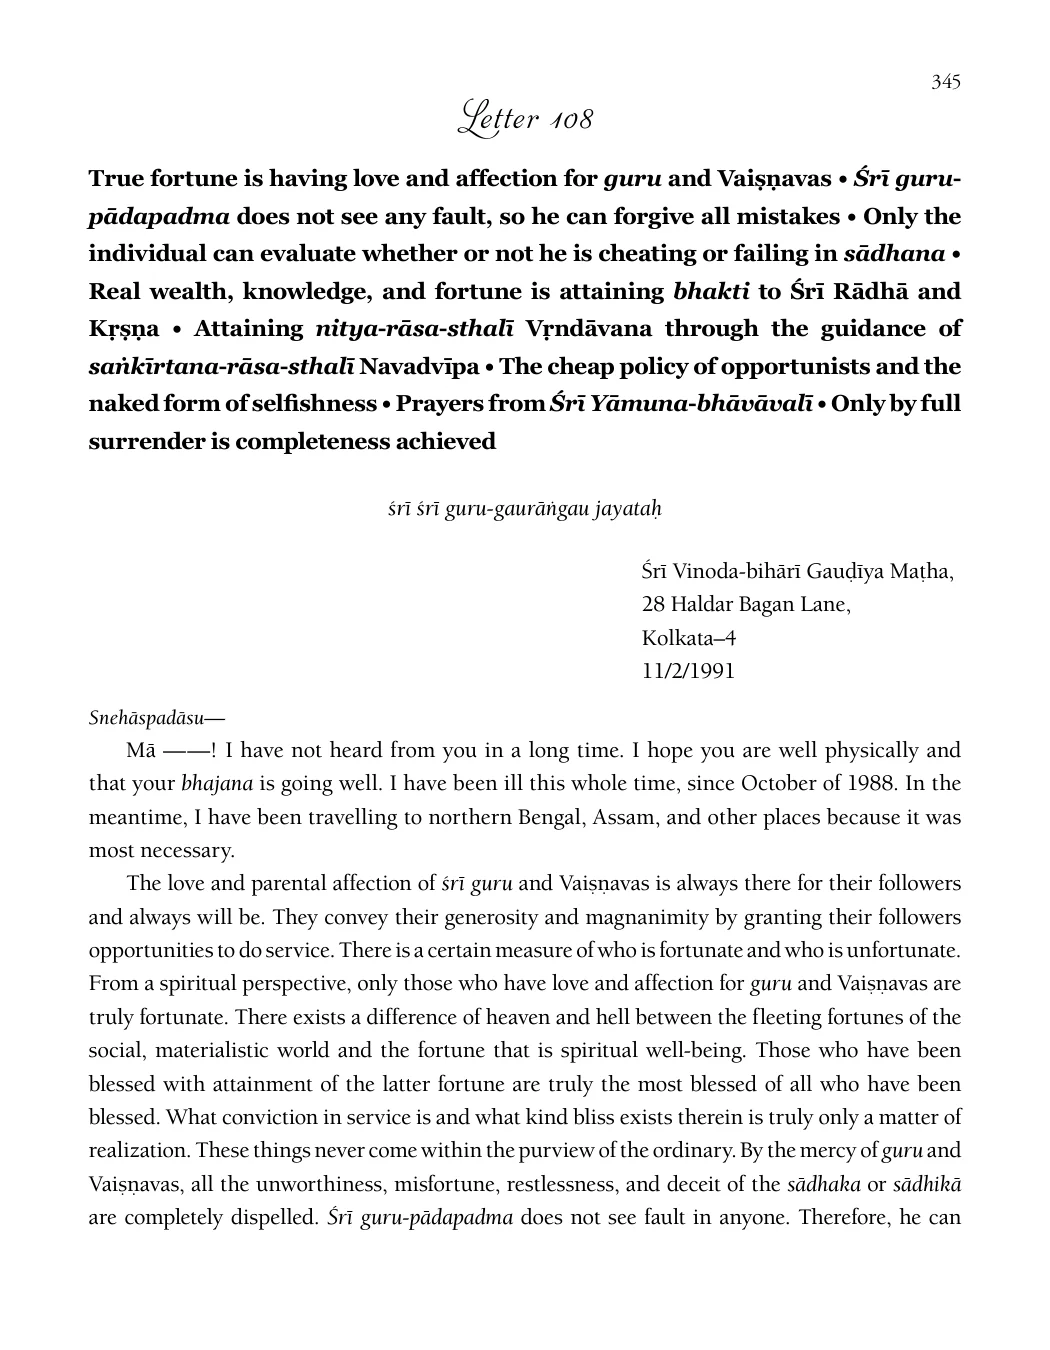 345
Letter 108
True fortune is having love and affection for guru and Vaiṣṇavas • Śrī guru-
pādapadma does not see any fault, so he can forgive all mistakes • Only the
individual can evaluate whether or not he is cheating or failing in sādhana •
Real wealth, knowledge, and fortune is attaining bhakti to Śrī Rādhā and
Kṛṣṇa • Attaining nitya-rāsa-sthalī Vṛndāvana through the guidance of
saṅkīrtana-rāsa-sthalī Navadvīpa • The cheap policy of opportunists and the
naked form of selfishness • Prayers from Śrī Yāmuna-bhāvāvalī • Only by full
surrender is completeness achieved
śrī śrī guru-gaurāṅgau jayataḥ
Śrī Vinoda-bihārī Gauḍīya Maṭha,
28 Haldar Bagan Lane,
Kolkata–4
11/2/1991
Snehāspadāsu—
Mā ——! I have not heard from you in a long time. I hope you are well physically and
that your bhajana is going well. I have been ill this whole time, since October of 1988. In the
meantime, I have been travelling to northern Bengal, Assam, and other places because it was
most necessary.
The love and parental affection of śrī guru and Vaiṣṇavas is always there for their followers
and always will be. They convey their generosity and magnanimity by granting their followers
opportunities to do service. There is a certain measure of who is fortunate and who is unfortunate.
From a spiritual perspective, only those who have love and affection for guru and Vaiṣṇavas are
truly fortunate. There exists a difference of heaven and hell between the fleeting fortunes of the
social, materialistic world and the fortune that is spiritual well-being. Those who have been
blessed with attainment of the latter fortune are truly the most blessed of all who have been
blessed. What conviction in service is and what kind bliss exists therein is truly only a matter of
realization. These things never come within the purview of the ordinary. By the mercy of guru and
Vaiṣṇavas, all the unworthiness, misfortune, restlessness, and deceit of the sādhaka or sādhikā
are completely dispelled. Śrī guru-pādapadma does not see fault in anyone. Therefore, he can